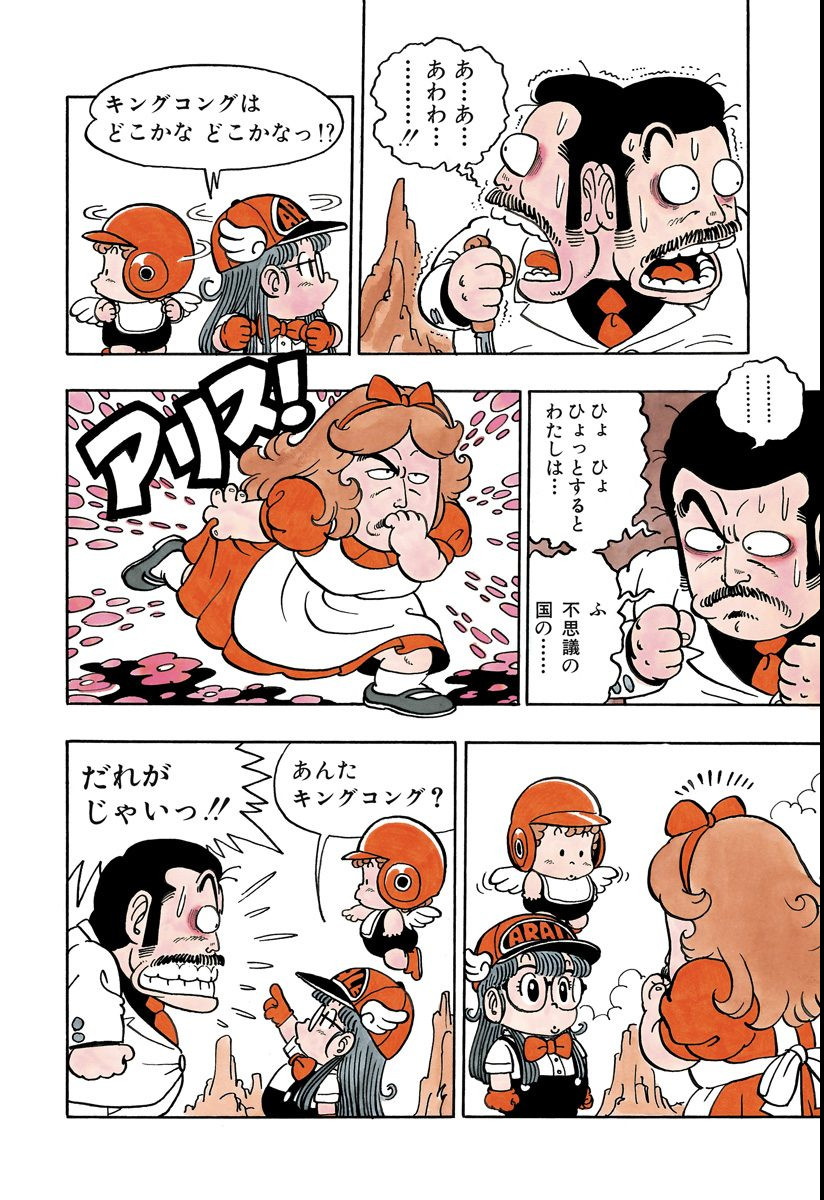 あ…あ…
あわわ…
………!!
キングコングは
どこかな どこかなっ!?
…………
…………
ひょ ひょ
ひょっとすると
わたしは…
ふ
不思議の
国の……
アリス!
ARA
ARA
あんた
キングコング?
だれが
じゃいっ!!